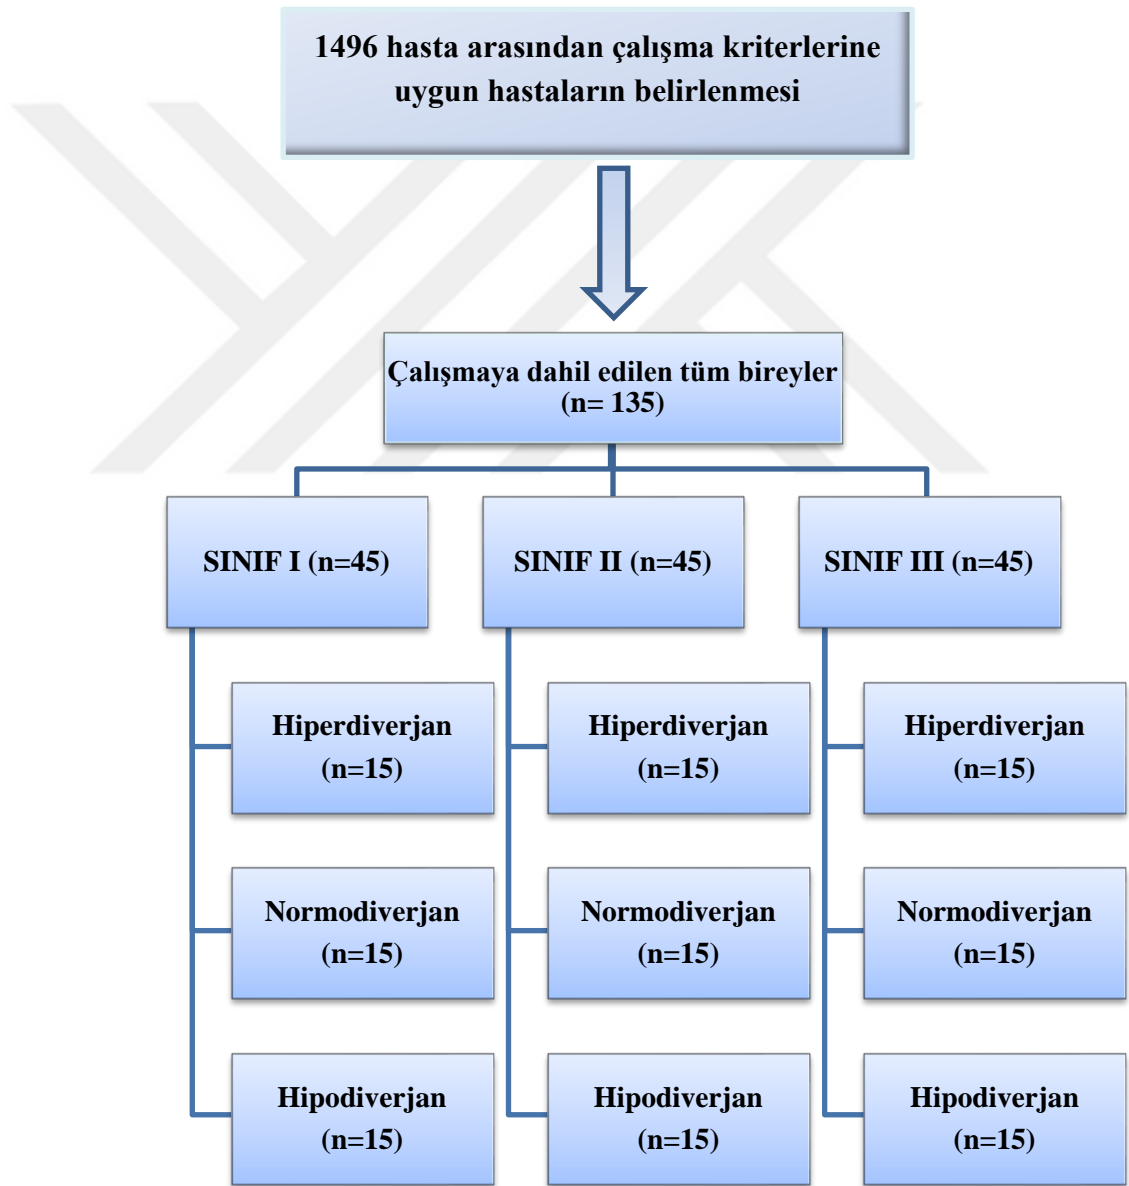 1496 hasta arasından çalışma kriterlerine
uygun hastaların belirlenmesi
Çalışmaya dahil edilen tüm bireyler
(n= 135)
SINIF I (n=45)
SINIF II (n=45)
SINIF III (n=45)
Hiperdiverjan
(n=15)
Hiperdiverjan
(n=15)
Hiperdiverjan
(n=15)
Normodiverjan
(n=15)
Normodiverjan
(n=15)
Normodiverjan
(n=15)
Hipodiverjan
(n=15)
Hipodiverjan
(n=15)
Hipodiverjan
(n=15)